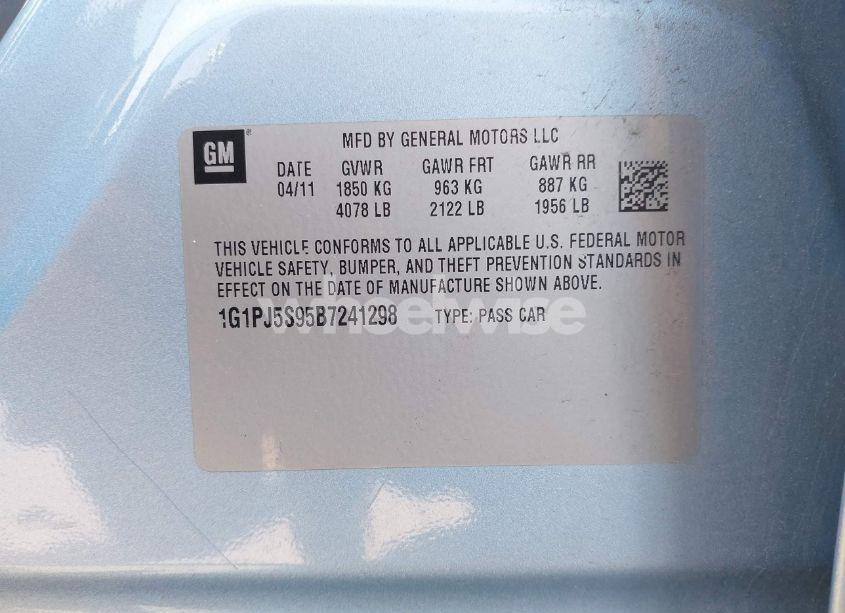 GM® MFD BY GENERAL MOTORS LLC
DATE GVWR GAWR FRT GAWR RR
04/11 1850 KG 963 KG 887 KG
4078 LB 2122 LB 1956 LB
THIS VEHICLE CONFORMS TO ALL APPLICABLE U.S. FEDERAL MOTOR
VEHICLE SAFETY, BUMPER, AND THEFT PREVENTION STANDARDS IN
EFFECT ON THE DATE OF MANUFACTURE SHOWN ABOVE.
1G1PJ5S95B7241298 TYPE: PASS CAR
wheelwise